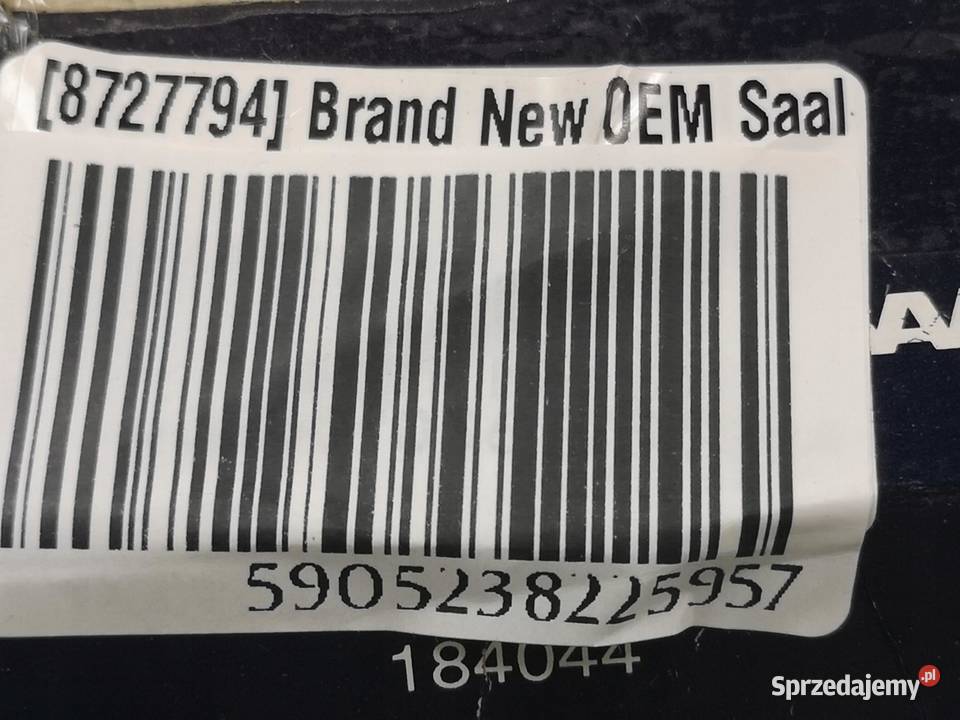 [8727794] Brand New OEM Saal
5905238225957
184044
Sprzedajemy.pl